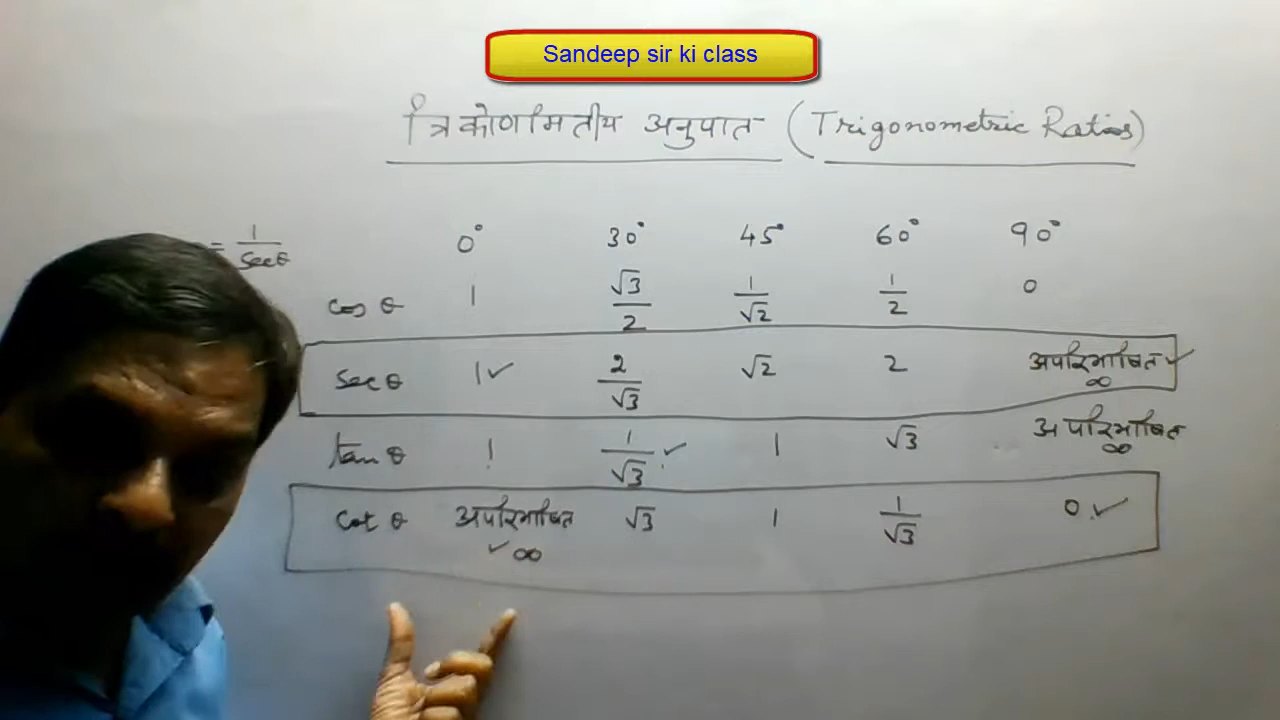 Sandeep sir ki class
त्रिकोणमितीय अनुपात (Trigonometric Ratios)
= 1/secθ
0° 30° 45° 60° 90°
cos θ 1 √3/2 1/√2 1/2 0
sec θ 1✓ 2/√3 √2 2 अपरिभाषित ✓ ∞
tan θ 1 1/√3 ✓ 1 √3 अपरिभाषित ∞
cot θ अपरिभाषित ✓ ∞ √3 1 1/√3 0 ✓